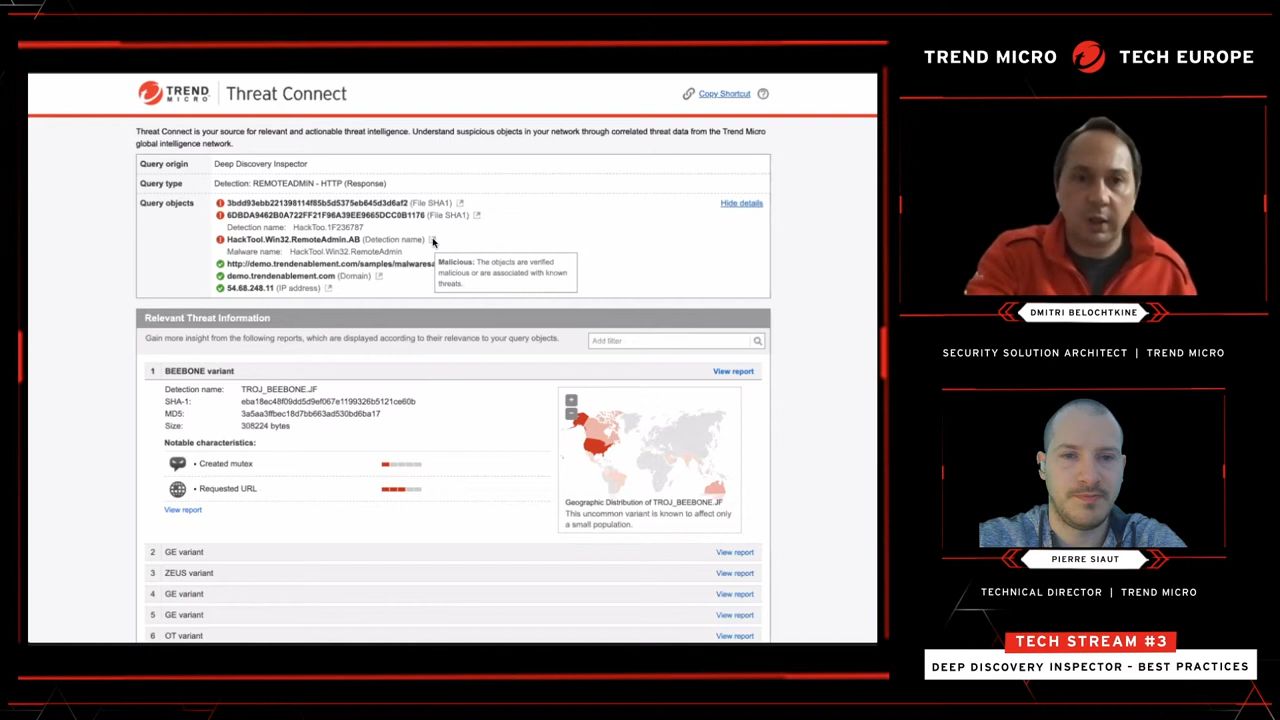 TREND MICRO
Threat Connect
Copy Shortcut
Threat Connect is your source for relevant and actionable threat intelligence. Understand suspicious objects in your network through correlated threat data from the Trend Micro
global intelligence network.
Query origin Deep Discovery Inspector
Query type Detection: REMOTEADMIN - HTTP (Response)
Query objects
3bdd93ebb221398114f85b5d5375eb645d3d6af2 (File SHA1)
Hide details
6DBDA9462B0A722FF21F96A39EE9665DCC0B1176 (File SHA1)
Detection name: HackToo.1F236787
HackTool.Win32.RemoteAdmin.AB (Detection name)
Malware name: HackTool.Win32.RemoteAdmin
http://demo.trendenablement.com/samples/malwaresa
demo.trendenablement.com (Domain)
54.68.248.11 (IP address)
Malicious: The objects are verified
malicious or are associated with known
threats.
Relevant Threat Information
Gain more insight from the following reports, which are displayed according to their relevance to your query objects.
Add filter
1 BEEBONE variant View report
Detection name: TROJ_BEEBONE.JF
SHA-1: eba18ec48f09dd5d9ef067e1199326b5121ce60b
MD5: 3a5aa3ffbec18d7bb663ad530bd6ba17
Size: 308224 bytes
Notable characteristics:
• Created mutex
• Requested URL
View report
+
−
Geographic Distribution of TROJ_BEEBONE.JF
This uncommon variant is known to affect only
a small population.
2 GE variant View report
3 ZEUS variant View report
4 GE variant View report
5 GE variant View report
6 OT variant View report
TREND MICRO TECH EUROPE
DMITRI BELOCHTKINE
SECURITY SOLUTION ARCHITECT | TREND MICRO
PIERRE SIAUT
TECHNICAL DIRECTOR | TREND MICRO
TECH STREAM #3
DEEP DISCOVERY INSPECTOR – BEST PRACTICES